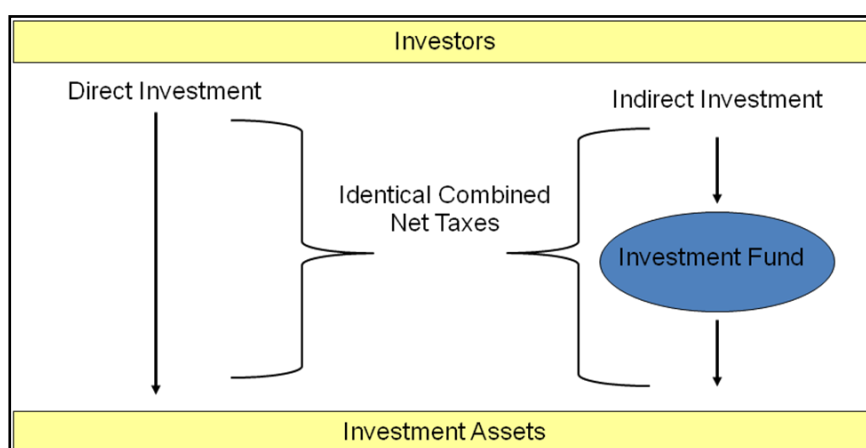 Investors
Direct Investment
Indirect Investment
Identical Combined
Net Taxes
Investment Fund
Investment Assets